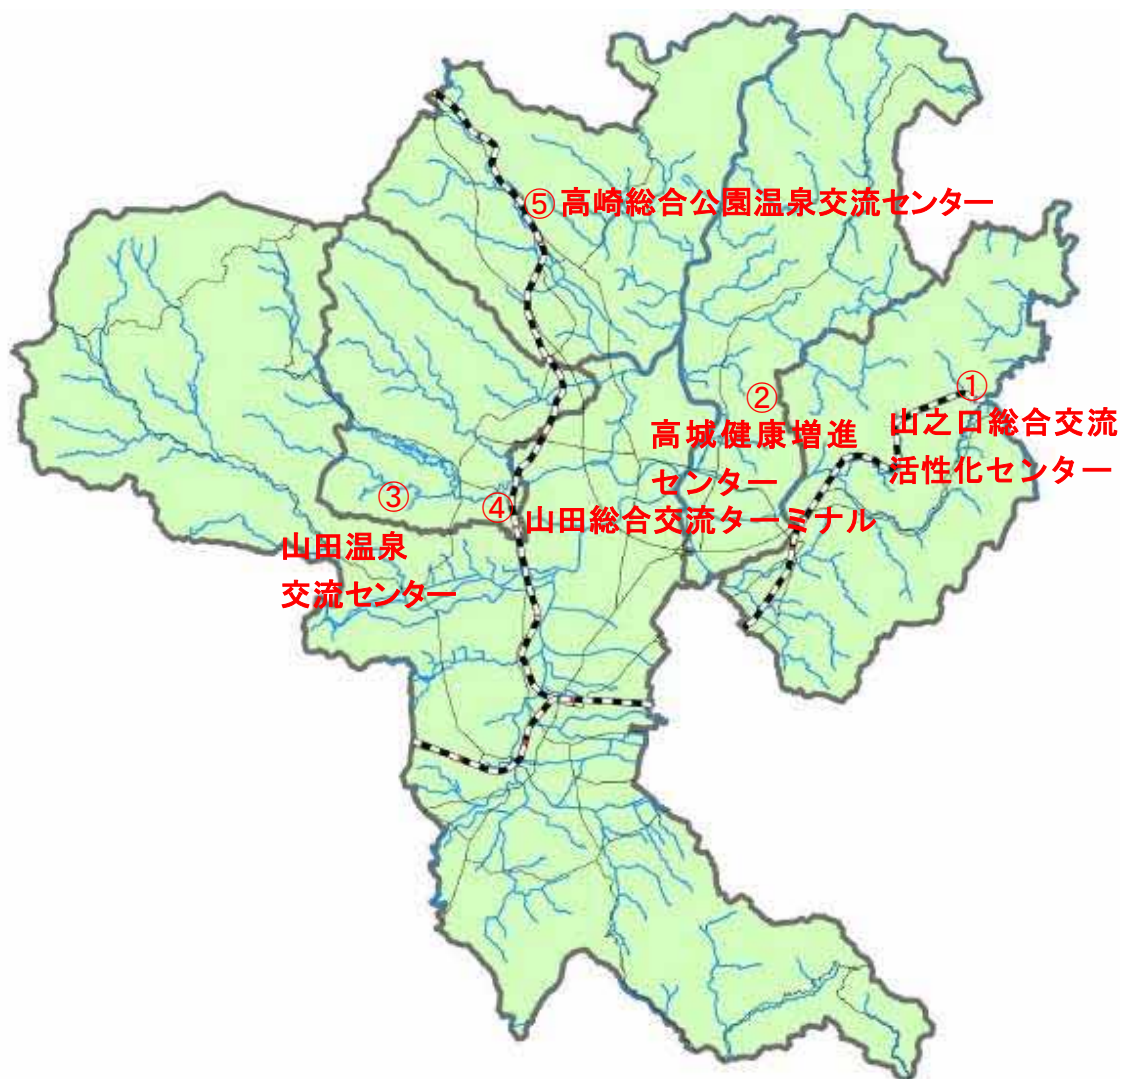 ⑤高崎総合公園温泉交流センター
①
山之口総合交流
活性化センター
②
高城健康増進
センター
③
山田温泉
交流センター
④山田総合交流ターミナル